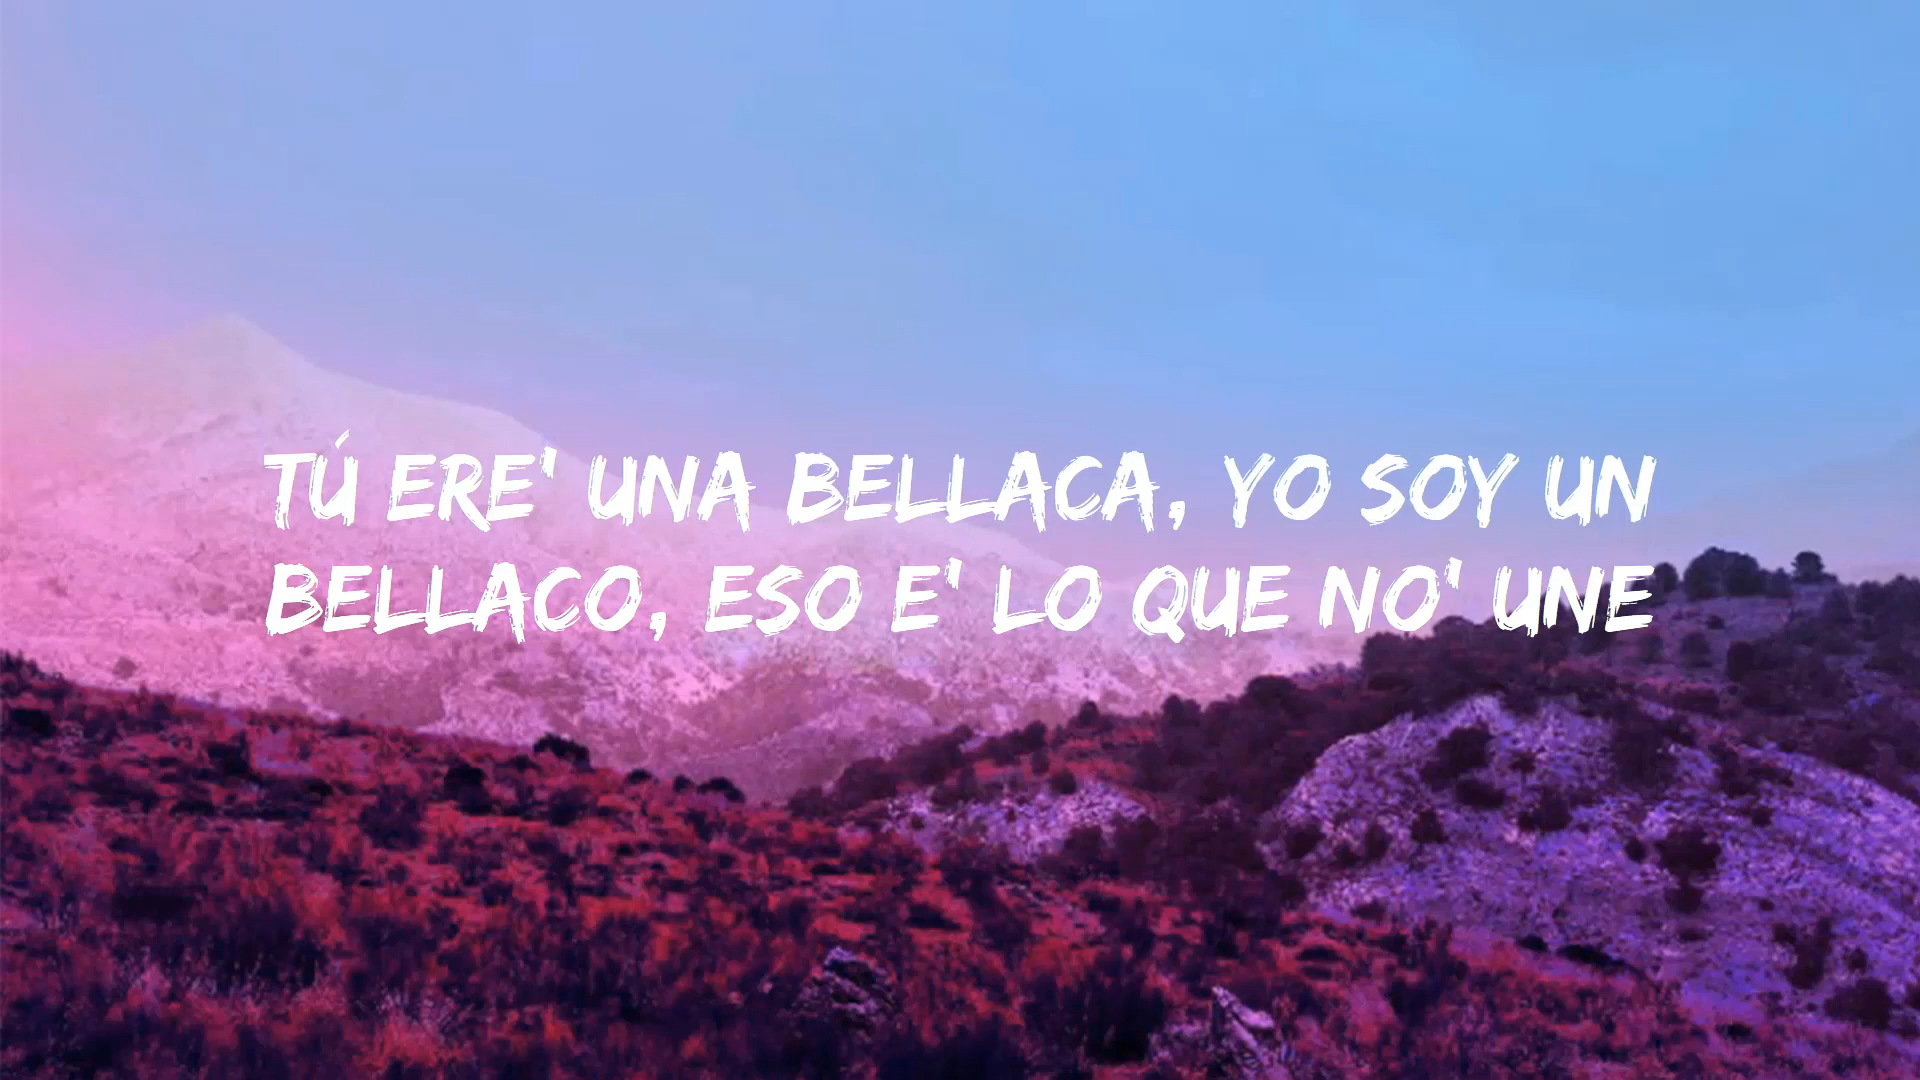 TÚ ERE' UNA BELLACA, YO SOY UN
BELLACO, ESO E' LO QUE NO' UNE